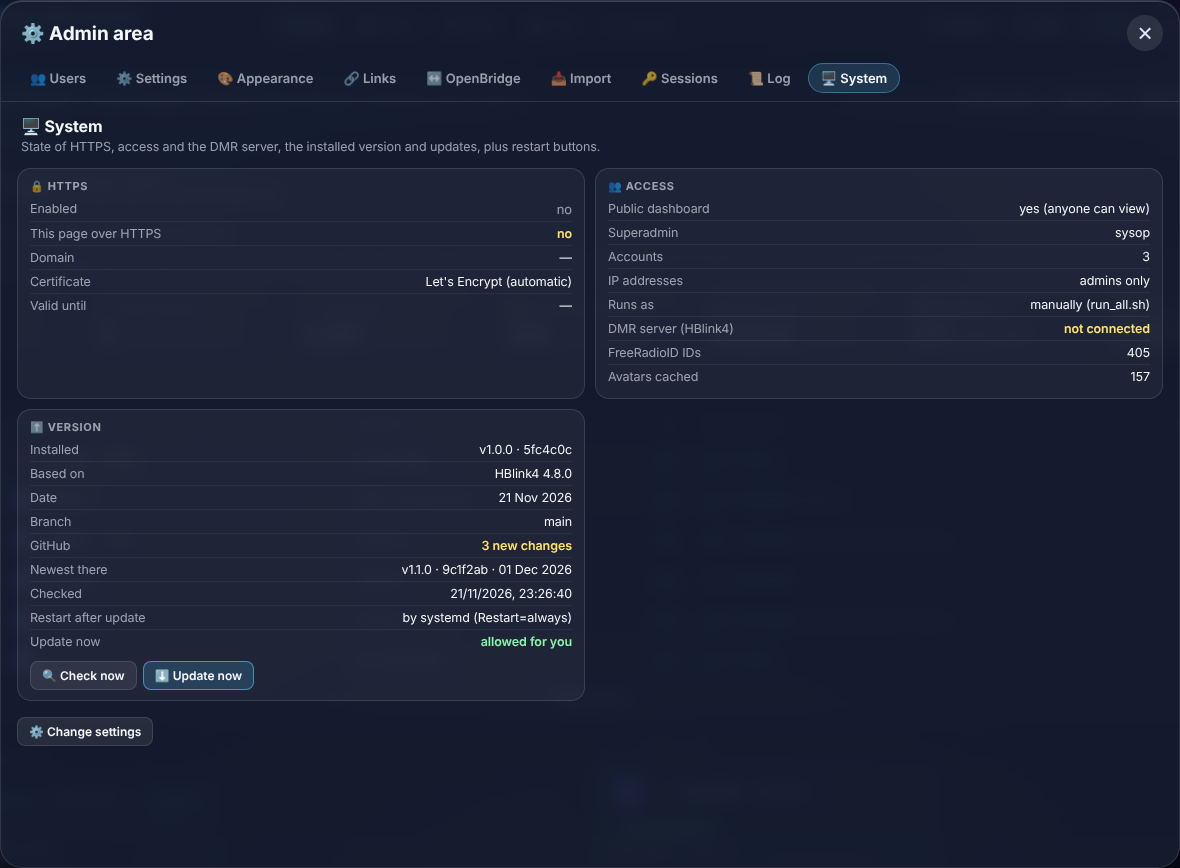 Admin area
Users
Settings
Appearance
Links
OpenBridge
Import
Sessions
Log
System
System
State of HTTPS, access and the DMR server, the installed version and updates, plus restart buttons.
HTTPS
Enabled no
This page over HTTPS no
Domain —
Certificate Let's Encrypt (automatic)
Valid until —
ACCESS
Public dashboard yes (anyone can view)
Superadmin sysop
Accounts 3
IP addresses admins only
Runs as manually (run_all.sh)
DMR server (HBlink4) not connected
FreeRadioID IDs 405
Avatars cached 157
VERSION
Installed v1.0.0 · 5fc4c0c
Based on HBlink4 4.8.0
Date 21 Nov 2026
Branch main
GitHub 3 new changes
Newest there v1.1.0 · 9c1f2ab · 01 Dec 2026
Checked 21/11/2026, 23:26:40
Restart after update by systemd (Restart=always)
Update now allowed for you
Check now
Update now
Change settings